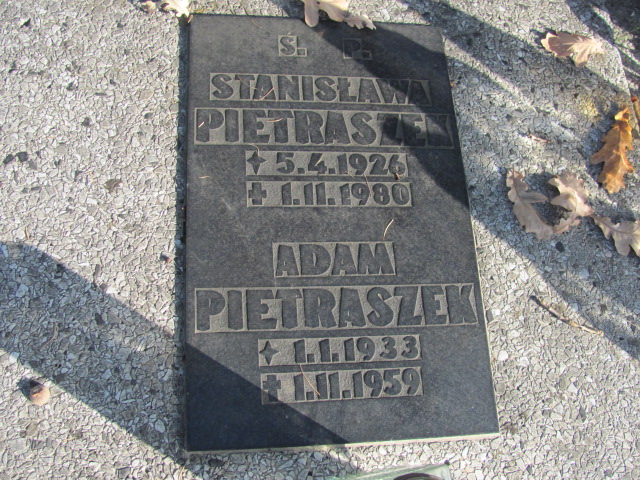 Ś. P.
STANISŁAWA
PIETRASZEK
✦ 5.4.1926
✝ 1.11.1980
ADAM
PIETRASZEK
✦ 1.1.1933
✝ 1.11.1959